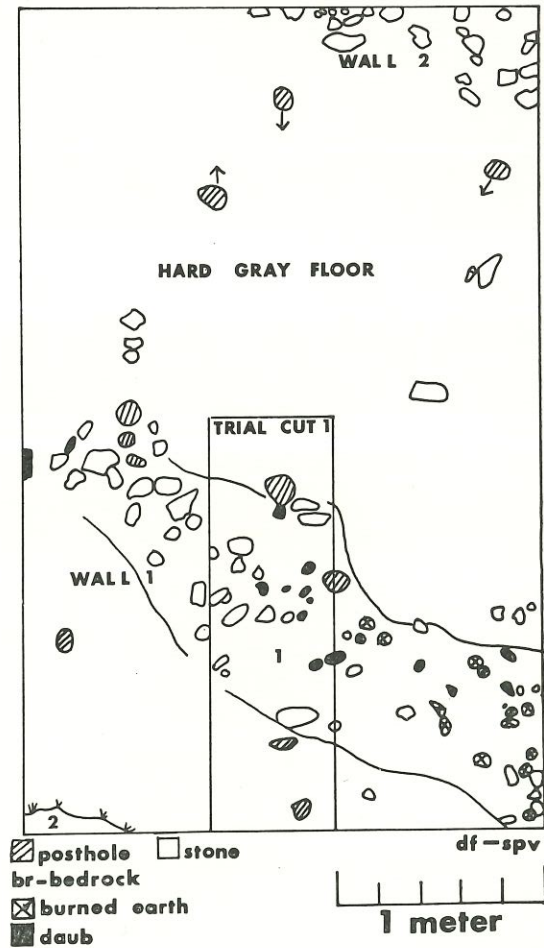 WALL 2
HARD GRAY FLOOR
TRIAL CUT 1
WALL 1
1
2
posthole stone
df-spv
br-bedrock
burned earth
daub
1 meter